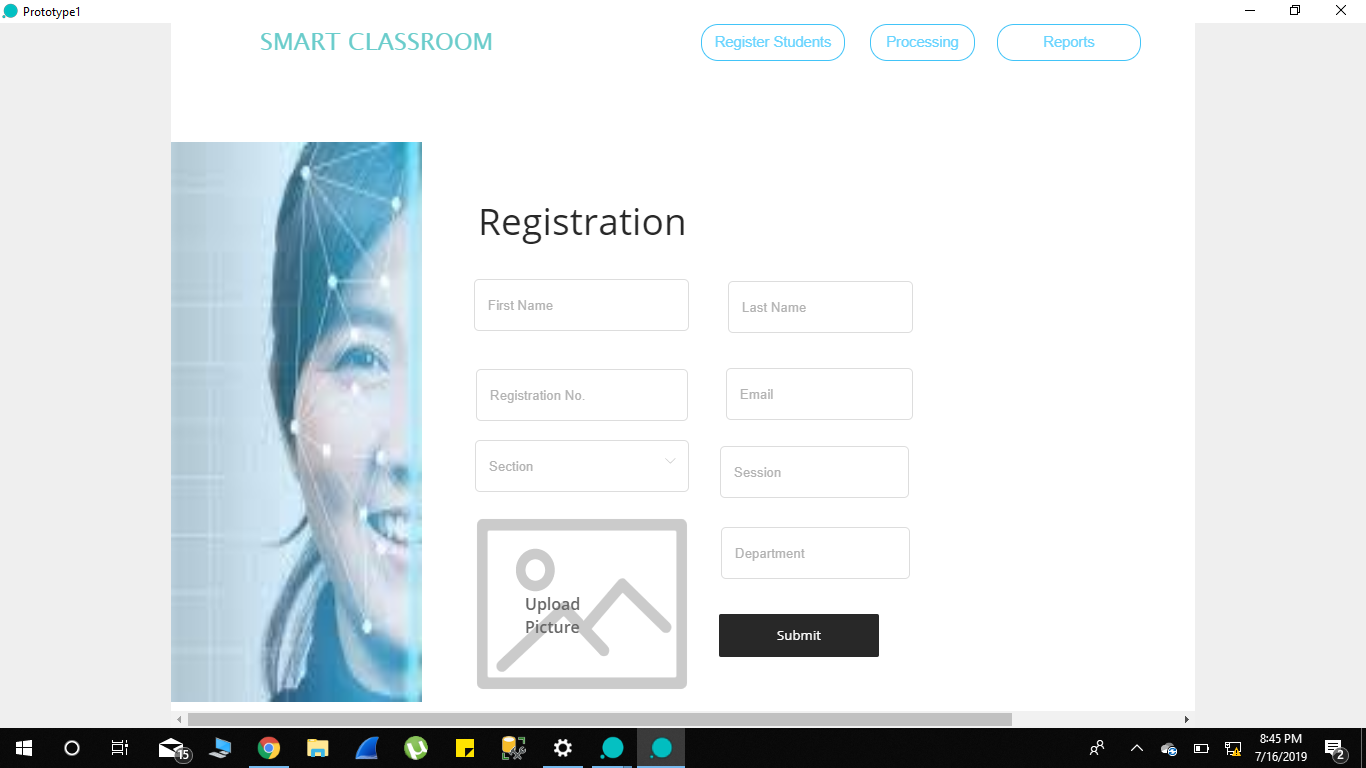 Prototype1
SMART CLASSROOM
Register Students
Processing
Reports
Registration
First Name
Last Name
Registration No.
Email
Section
Session
Department
Upload
Picture
Submit
15
8:45 PM
7/16/2019
2